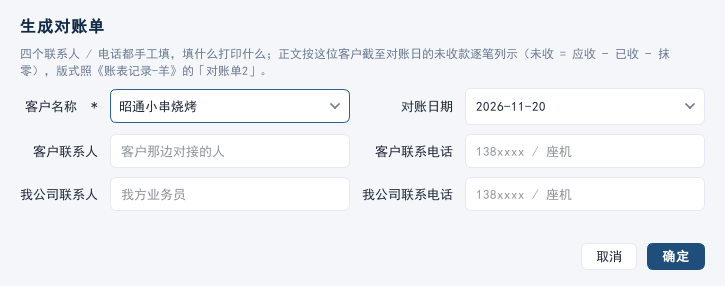 生成对账单
四个联系人 / 电话都手工填，填什么打印什么；正文按这位客户截至对账日的未收款逐笔列示（未收 = 应收 - 已收 - 抹
零），版式照《账表记录-羊》的「对账单2」。
客户名称 * 昭通小串烧烤 对账日期 2026-11-20
客户联系人 客户那边对接的人 客户联系电话 138xxxx / 座机
我公司联系人 我方业务员 我公司联系电话 138xxxx / 座机
取消 确定